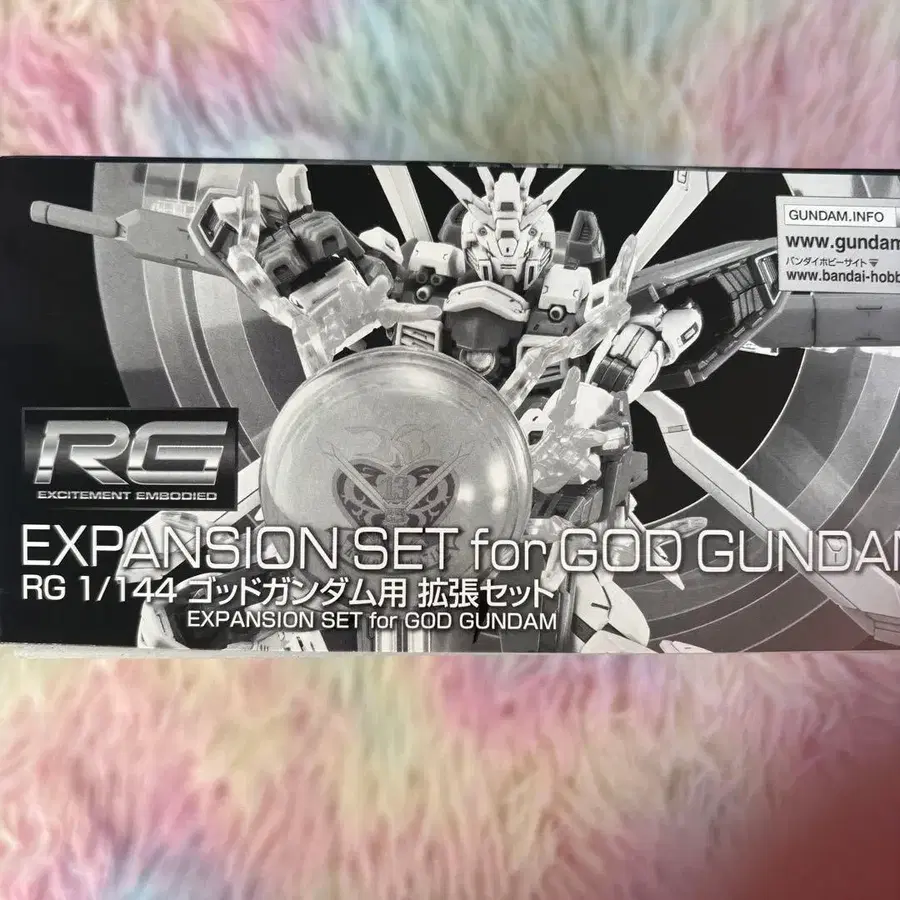 GUNDAM.INFO
www.gundam
バンダイホビーサイト
www.bandai-hobb
RG
EXCITEMENT EMBODIED
13
EXPANSION SET for GOD GUNDAM
RG 1/144 ゴッドガンダム用 拡張セット
EXPANSION SET for GOD GUNDAM